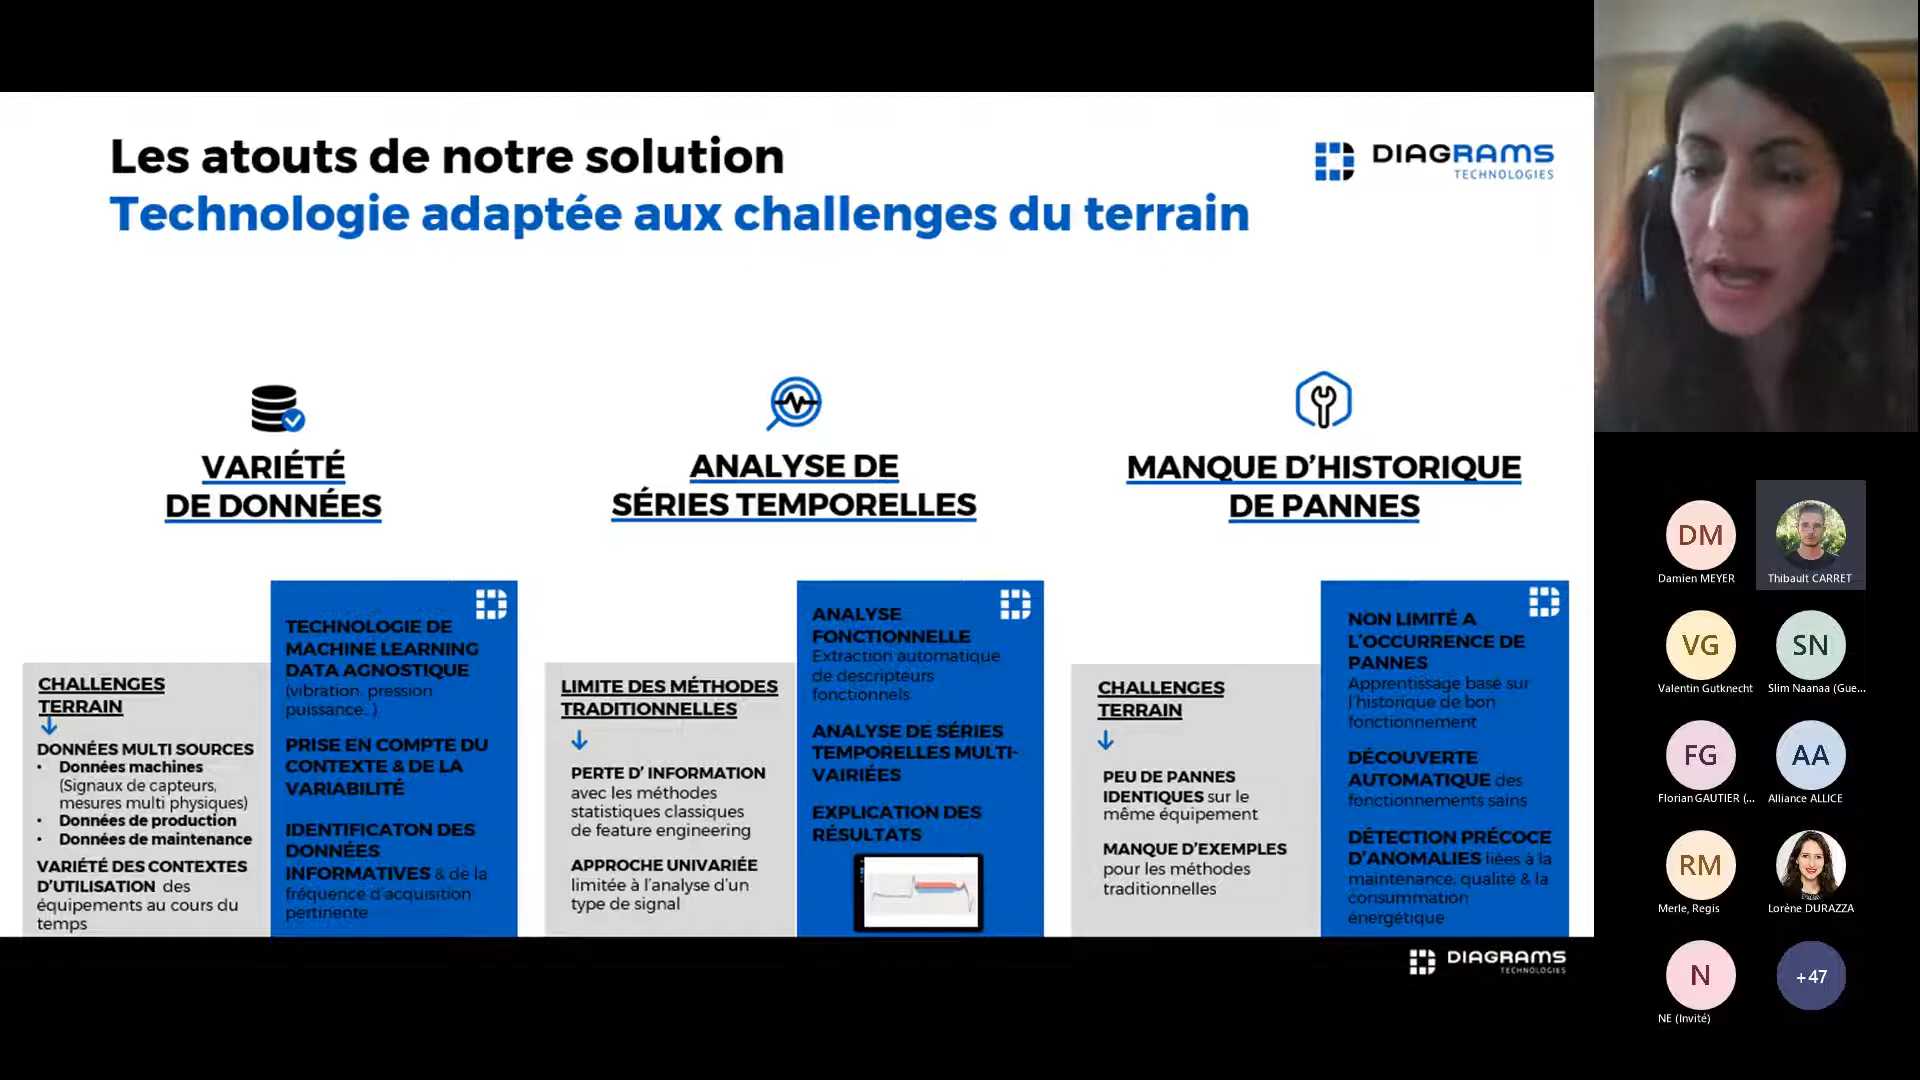 Les atouts de notre solution
Technologie adaptée aux challenges du terrain
DIAGRAMS
TECHNOLOGIES
VARIÉTÉ
DE DONNÉES
CHALLENGES
TERRAIN
DONNÉES MULTI SOURCES
• Données machines
(Signaux de capteurs,
mesures multi physiques)
• Données de production
• Données de maintenance
VARIÉTÉ DES CONTEXTES
D'UTILISATION des
équipements au cours du
temps
TECHNOLOGIE DE
MACHINE LEARNING
DATA AGNOSTIQUE
(vibration, pression
puissance...)
PRISE EN COMPTE DU
CONTEXTE & DE LA
VARIABILITÉ
IDENTIFICATON DES
DONNÉES
INFORMATIVES & de la
fréquence d'acquisition
pertinente
ANALYSE DE
SÉRIES TEMPORELLES
LIMITE DES MÉTHODES
TRADITIONNELLES
PERTE D' INFORMATION
avec les méthodes
statistiques classiques
de feature engineering
APPROCHE UNIVARIÉE
limitée à l'analyse d'un
type de signal
ANALYSE
FONCTIONNELLE
Extraction automatique
de descripteurs
fonctionnels
ANALYSE DE SÉRIES
TEMPORELLES MULTI-
VAIRIÉES
EXPLICATION DES
RÉSULTATS
MANQUE D'HISTORIQUE
DE PANNES
CHALLENGES
TERRAIN
PEU DE PANNES
IDENTIQUES sur le
même équipement
MANQUE D'EXEMPLES
pour les méthodes
traditionnelles
NON LIMITÉ A
L'OCCURRENCE DE
PANNES
Apprentissage basé sur
l'historique de bon
fonctionnement
DÉCOUVERTE
AUTOMATIQUE des
fonctionnements sains
DÉTECTION PRÉCOCE
D'ANOMALIES liées à la
maintenance, qualité & la
consommation
énergétique
DIAGRAMS
TECHNOLOGIES
DM
Damien MEYER
Thibault CARRET
VG
Valentin Gutknecht
SN
Slim Naanaa (Gue...
FG
Florian GAUTIER (...
AA
Alliance ALLICE
RM
Merle, Regis
Lorène DURAZZA
N
NE (Invité)
+47